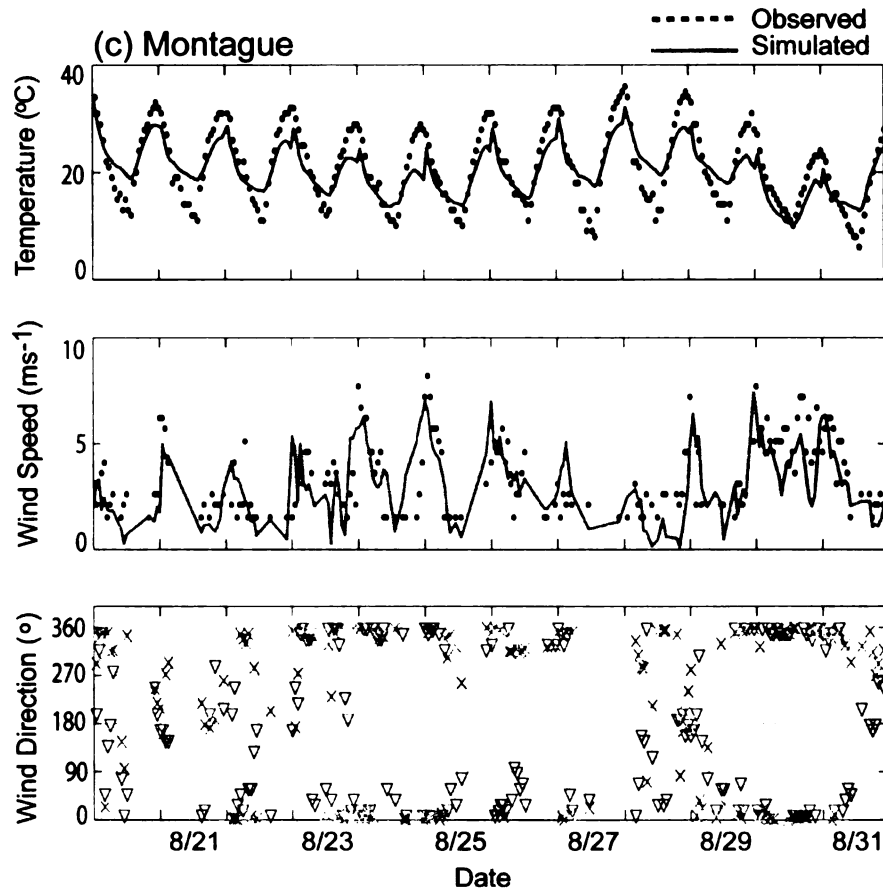 (c) Montague
Observed
Simulated
Temperature (ºC)
40
20
0
Wind Speed (ms-1)
10
5
0
Wind Direction (º)
360
270
180
90
0
8/21 8/23 8/25 8/27 8/29 8/31
Date